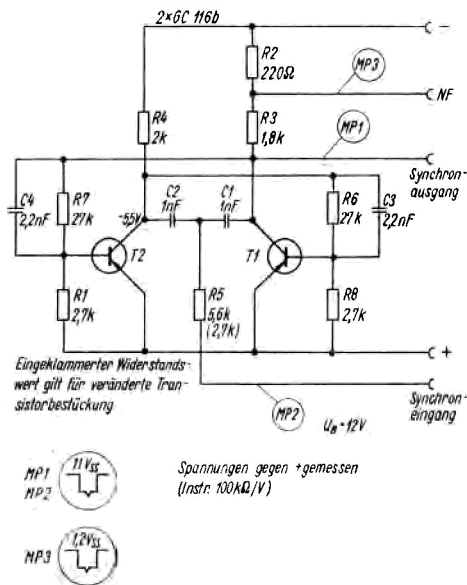 2×GC 116b
−
R2
220Ω
MP3
NF
R4
2k
R3
1,8k
MP1
Synchron-
ausgang
C4
2,2nF
R7
27k
C2
1nF
C1
1nF
R6
27k
C3
2,2nF
-5,5V
T2
T1
R1
2,7k
R5
5,6k
(2,7k)
R8
2,7k
+
Eingeklammerter Widerstands-
wert gilt für veränderte Tran-
sistorbestückung
MP2
Synchron-
eingang
U_B = 12V
MP1
MP2
11Vss
Spannungen gegen + gemessen
(Instr. 100kΩ/V)
MP3
1,2Vss